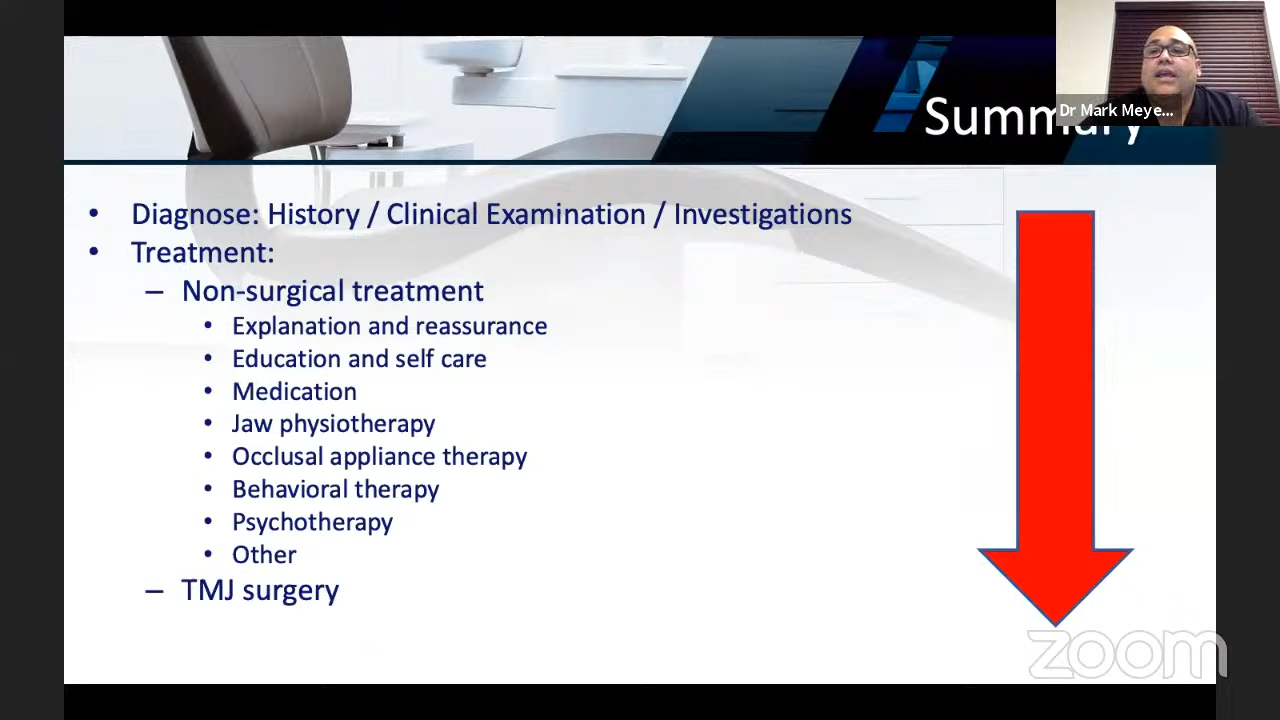 Summary
Dr Mark Meye...
• Diagnose: History / Clinical Examination / Investigations
• Treatment:
– Non-surgical treatment
• Explanation and reassurance
• Education and self care
• Medication
• Jaw physiotherapy
• Occlusal appliance therapy
• Behavioral therapy
• Psychotherapy
• Other
– TMJ surgery
zoom